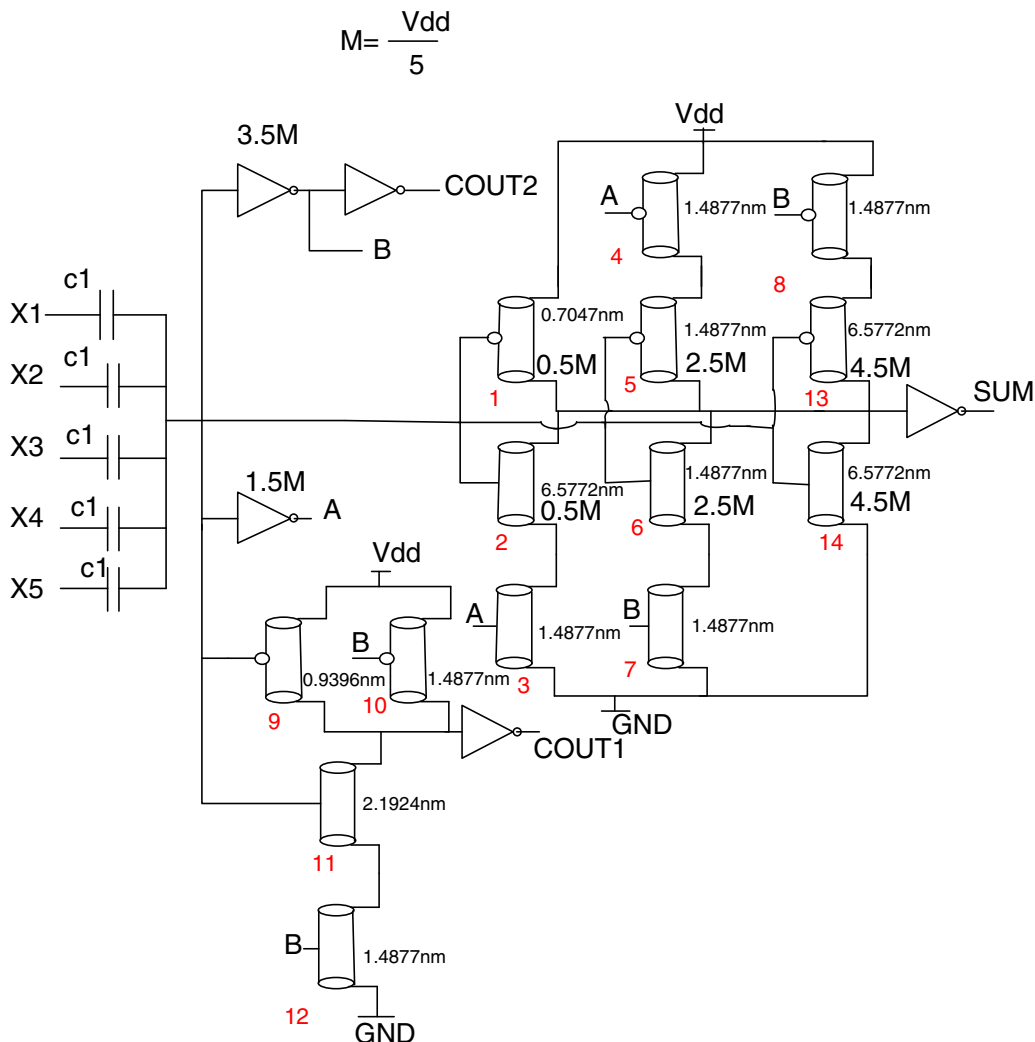 M= Vdd
5
Vdd
3.5M
COUT2
B
A
1.4877nm
4
B
1.4877nm
8
c1
X1
c1
X2
c1
X3
c1
X4
c1
X5
0.7047nm
0.5M
1
1.4877nm
2.5M
5
6.5772nm
4.5M
13
SUM
1.5M
A
6.5772nm
0.5M
2
1.4877nm
2.5M
6
6.5772nm
4.5M
14
Vdd
A
1.4877nm
3
B
1.4877nm
7
B
0.9396nm
9
1.4877nm
10
GND
COUT1
2.1924nm
11
B
1.4877nm
12
GND